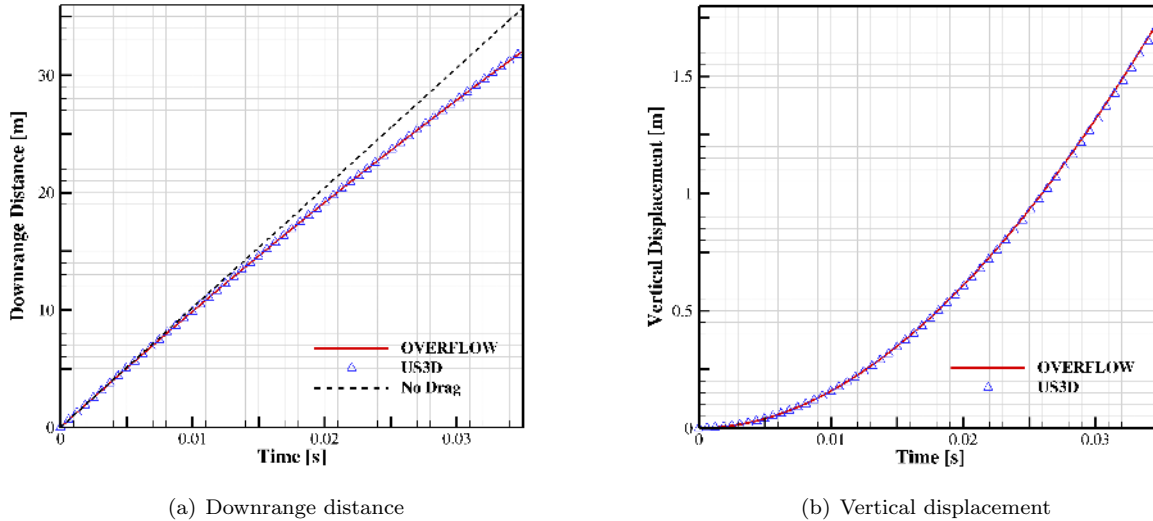 Downrange Distance [m]
30
20
10
0
0
0.01
0.02
0.03
Time [s]
OVERFLOW
US3D
No Drag
(a) Downrange distance
Vertical Displacement [m]
1.5
1
0.5
0
0
0.01
0.02
0.03
Time [s]
OVERFLOW
US3D
(b) Vertical displacement